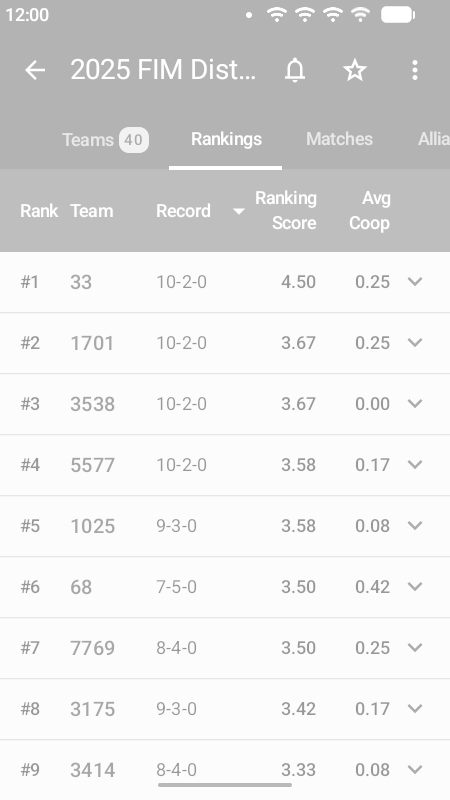 12:00
2025 FIM Dist...
Teams 40 Rankings Matches Allia
Rank Team Record Ranking Score Avg Coop
#1 33 10-2-0 4.50 0.25
#2 1701 10-2-0 3.67 0.25
#3 3538 10-2-0 3.67 0.00
#4 5577 10-2-0 3.58 0.17
#5 1025 9-3-0 3.58 0.08
#6 68 7-5-0 3.50 0.42
#7 7769 8-4-0 3.50 0.25
#8 3175 9-3-0 3.42 0.17
#9 3414 8-4-0 3.33 0.08